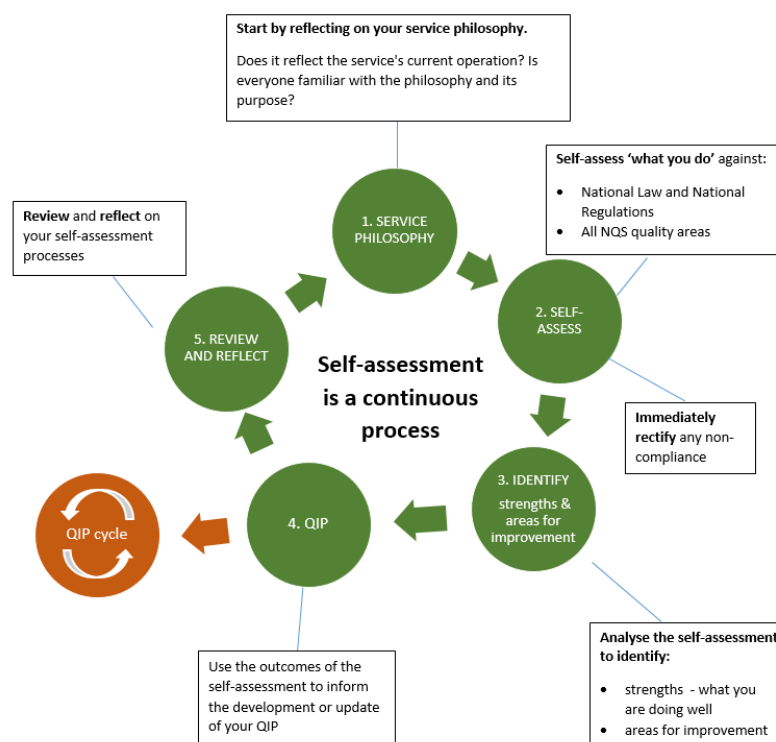 Start by reflecting on your service philosophy.
Does it reflect the service's current operation? Is
everyone familiar with the philosophy and its
purpose?
1. SERVICE
PHILOSOPHY
Self-assess 'what you do' against:
• National Law and National
Regulations
• All NQS quality areas
2. SELF-
ASSESS
Immediately
rectify any non-
compliance
3. IDENTIFY
strengths &
areas for
improvement
Analyse the self-assessment
to identify:
• strengths - what you
are doing well
• areas for improvement
4. QIP
Use the outcomes of the
self-assessment to inform
the development or update
of your QIP
QIP cycle
5. REVIEW
AND REFLECT
Review and reflect on
your self-assessment
processes
Self-assessment
is a continuous
process